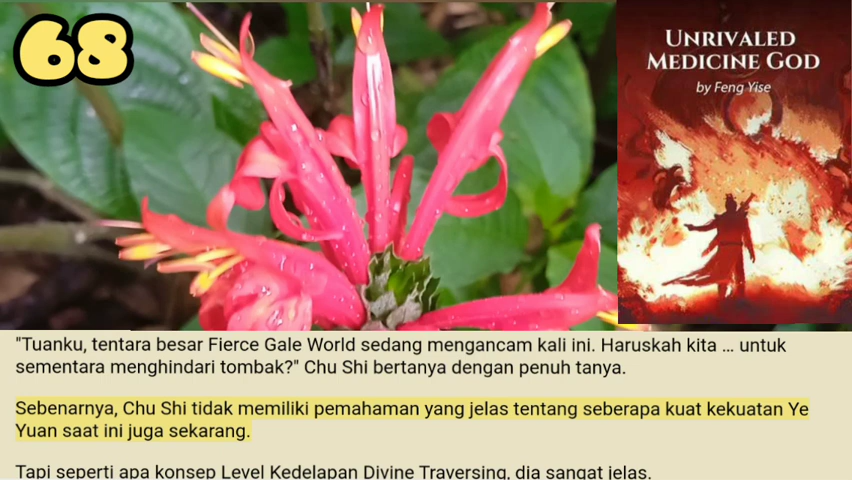 68
UNRIVALED
MEDICINE GOD
by Feng Yise
"Tuanku, tentara besar Fierce Gale World sedang mengancam kali ini. Haruskah kita ... untuk
sementara menghindari tombak?" Chu Shi bertanya dengan penuh tanya.
Sebenarnya, Chu Shi tidak memiliki pemahaman yang jelas tentang seberapa kuat kekuatan Ye
Yuan saat ini juga sekarang.
Tapi seperti apa konsep Level Kedelapan Divine Traversing, dia sangat jelas.